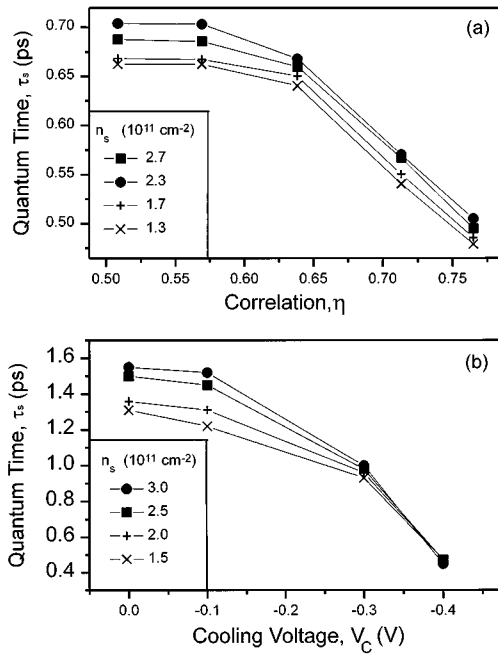 (a)
Quantum Time, τs (ps)
0.70
0.65
0.60
0.55
0.50
ns (10^11 cm-2)
2.7
2.3
1.7
1.3
0.50 0.55 0.60 0.65 0.70 0.75
Correlation,η
(b)
Quantum Time, τs (ps)
1.6
1.4
1.2
1.0
0.8
0.6
0.4
ns (10^11 cm-2)
3.0
2.5
2.0
1.5
0.0 -0.1 -0.2 -0.3 -0.4
Cooling Voltage, VC (V)